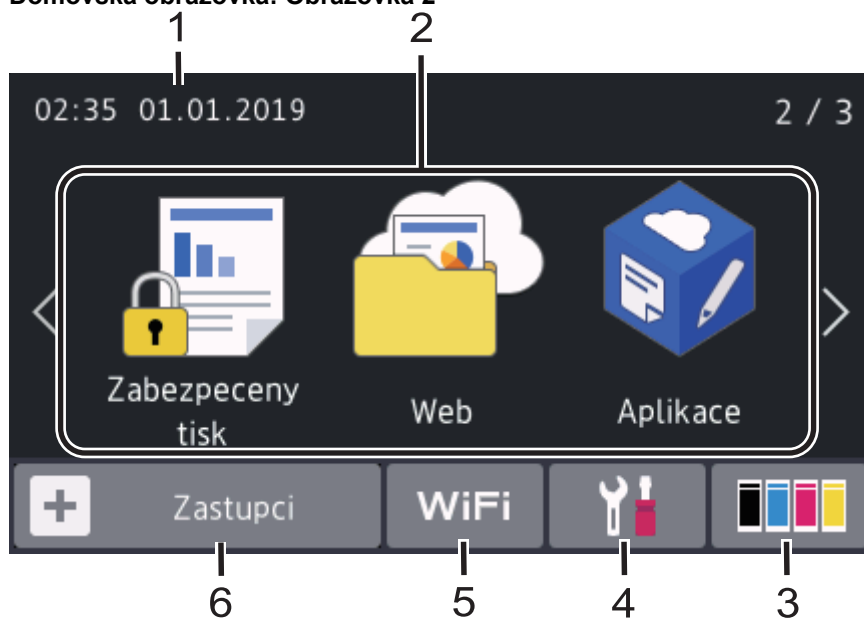 Domovská obrazovka: Obrazovka 2
1
2
02:35 01.01.2019
2 / 3
Zabezpeceny
tisk
Web
Aplikace
Zastupci
WiFi
6
5
4
3